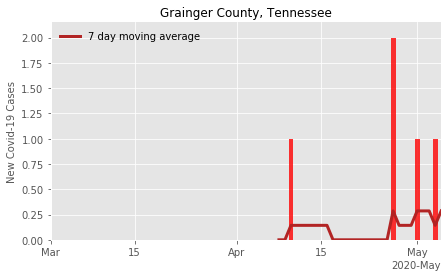 Grainger County, Tennessee
7 day moving average
New Covid-19 Cases
2.00
1.75
1.50
1.25
1.00
0.75
0.50
0.25
0.00
Mar
15
Apr
15
May
2020-May